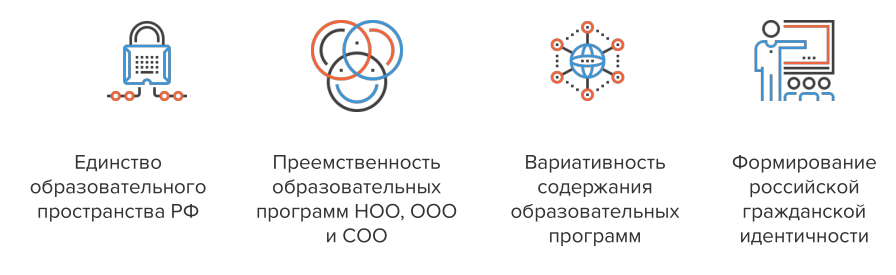 Единство
образовательного
пространства РФ
Преемственность
образовательных
программ НОО, ООО
и СОО
Вариативность
содержания
образовательных
программ
Формирование
российской
гражданской
идентичности